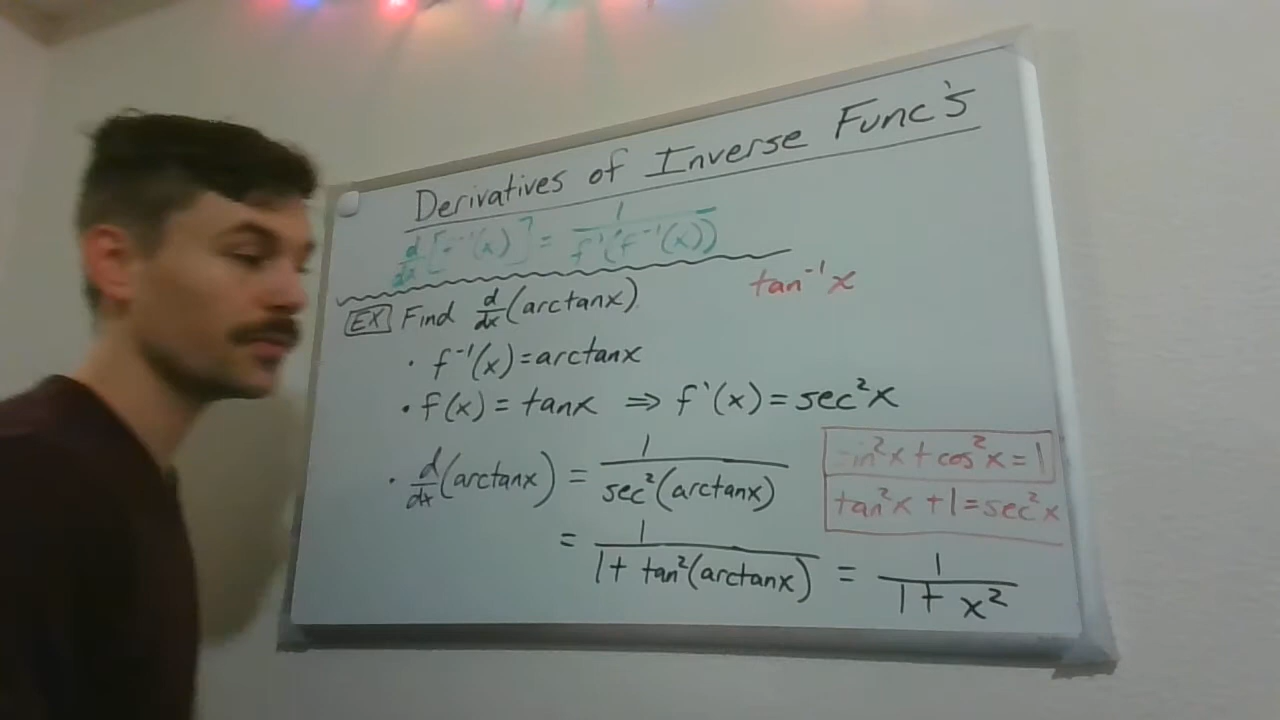 Derivatives of Inverse Func's
d/dx [f⁻¹(x)] = 1/f'(f⁻¹(x))
tan⁻¹x
EX Find d/dx (arctanx)
• f⁻¹(x) = arctanx
• f(x) = tanx ⇒ f'(x) = sec²x
• d/dx (arctanx) = 1/sec²(arctanx)
in²x + cos²x = 1
tan²x + 1 = sec²x
= 1/1 + tan²(arctanx) = 1/1 + x²